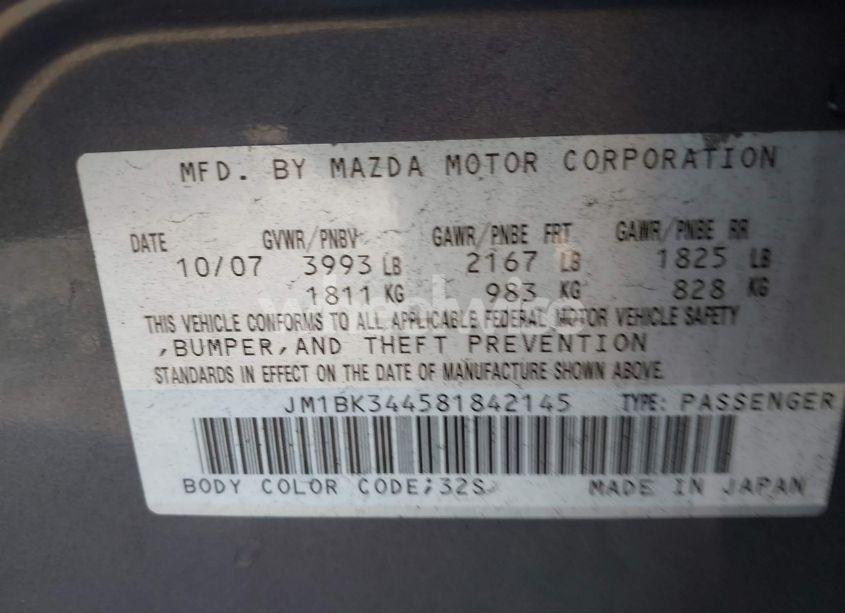 MFD. BY MAZDA MOTOR CORPORATION
DATE GVWR/PNBV GAWR/PNBE FRT GAWR/PNBE RR
10/07 3993 LB 2167 LB 1825 LB
1811 KG 983 KG 828 KG
THIS VEHICLE CONFORMS TO ALL APPLICABLE FEDERAL MOTOR VEHICLE SAFETY
,BUMPER,AND THEFT PREVENTION
STANDARDS IN EFFECT ON THE DATE OF MANUFACTURE SHOWN ABOVE.
JM1BK344581842145 TYPE: PASSENGER
BODY COLOR CODE;32S
MADE IN JAPAN